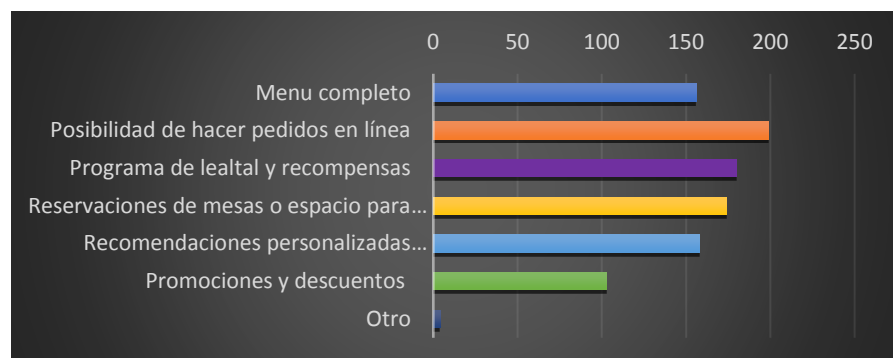 0 50 100 150 200 250
Menu completo
Posibilidad de hacer pedidos en línea
Programa de lealtal y recompensas
Reservaciones de mesas o espacio para...
Recomendaciones personalizadas...
Promociones y descuentos
Otro